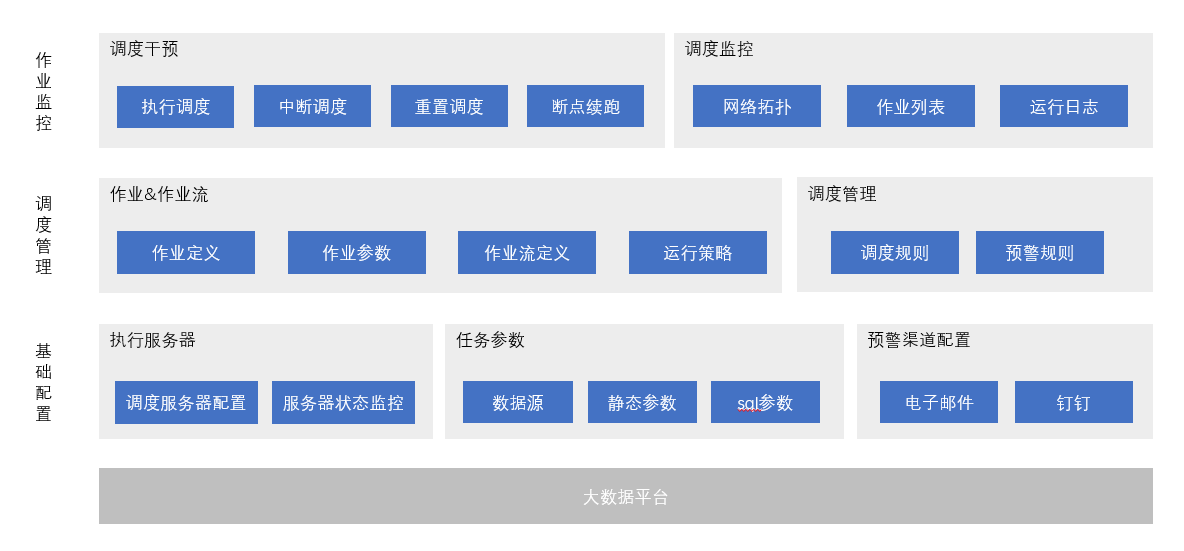 作业监控
调度干预
执行调度
中断调度
重置调度
断点续跑
调度监控
网络拓扑
作业列表
运行日志
调度管理
作业&作业流
作业定义
作业参数
作业流定义
运行策略
调度管理
调度规则
预警规则
基础配置
执行服务器
调度服务器配置
服务器状态监控
任务参数
数据源
静态参数
sql参数
预警渠道配置
电子邮件
钉钉
大数据平台